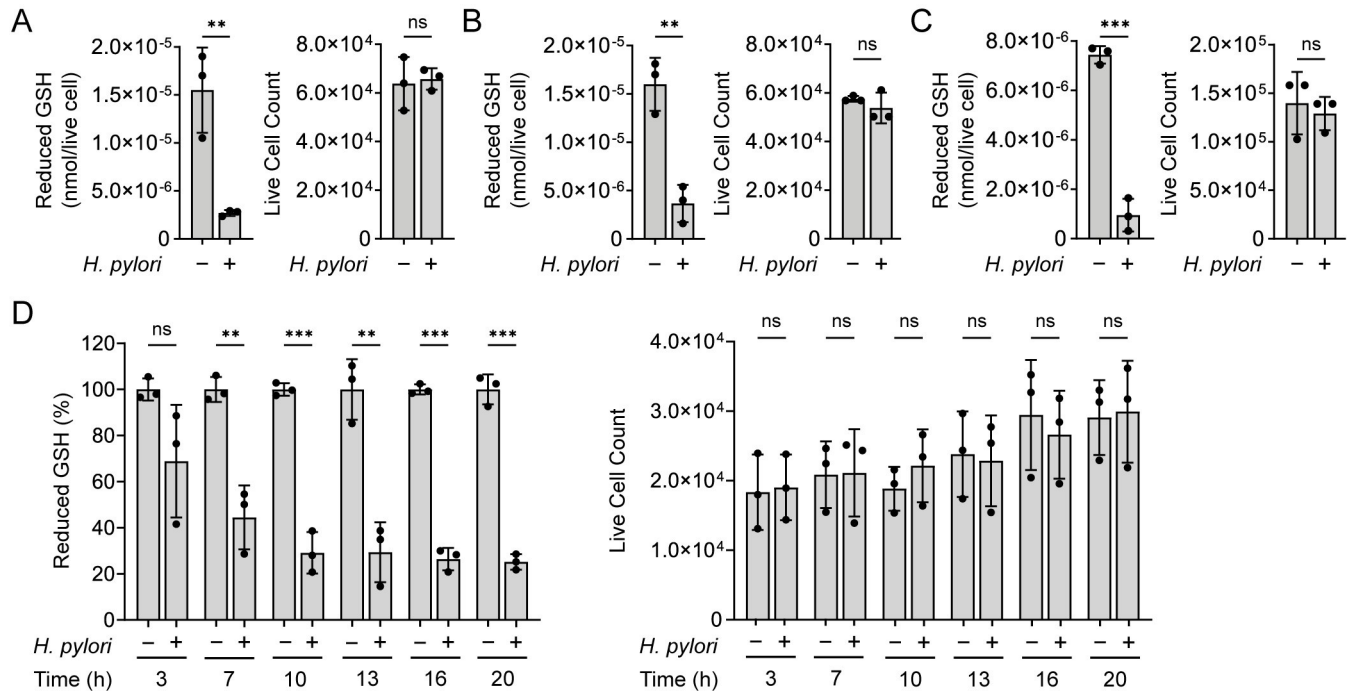 A
Reduced GSH
(nmol/live cell)
**
2.0×10⁻⁵
1.5×10⁻⁵
1.0×10⁻⁵
5.0×10⁻⁶
0
H. pylori − +
Live Cell Count
ns
8.0×10⁴
6.0×10⁴
4.0×10⁴
2.0×10⁴
0
H. pylori − +
B
Reduced GSH
(nmol/live cell)
**
2.0×10⁻⁵
1.5×10⁻⁵
1.0×10⁻⁵
5.0×10⁻⁶
0
H. pylori − +
Live Cell Count
ns
8.0×10⁴
6.0×10⁴
4.0×10⁴
2.0×10⁴
0
− +
C
Reduced GSH
(nmol/live cell)
***
8.0×10⁻⁶
6.0×10⁻⁶
4.0×10⁻⁶
2.0×10⁻⁶
0
H. pylori − +
Live Cell Count
ns
2.0×10⁵
1.5×10⁵
1.0×10⁵
5.0×10⁴
0
H. pylori − +
D
Reduced GSH (%)
ns ** *** ** *** ***
120
100
80
60
40
20
0
H. pylori − + − + − + − + − + − +
Time (h) 3 7 10 13 16 20
Live Cell Count
ns ns ns ns ns ns
4.0×10⁴
3.0×10⁴
2.0×10⁴
1.0×10⁴
0
H. pylori − + − + − + − + − + − +
Time (h) 3 7 10 13 16 20